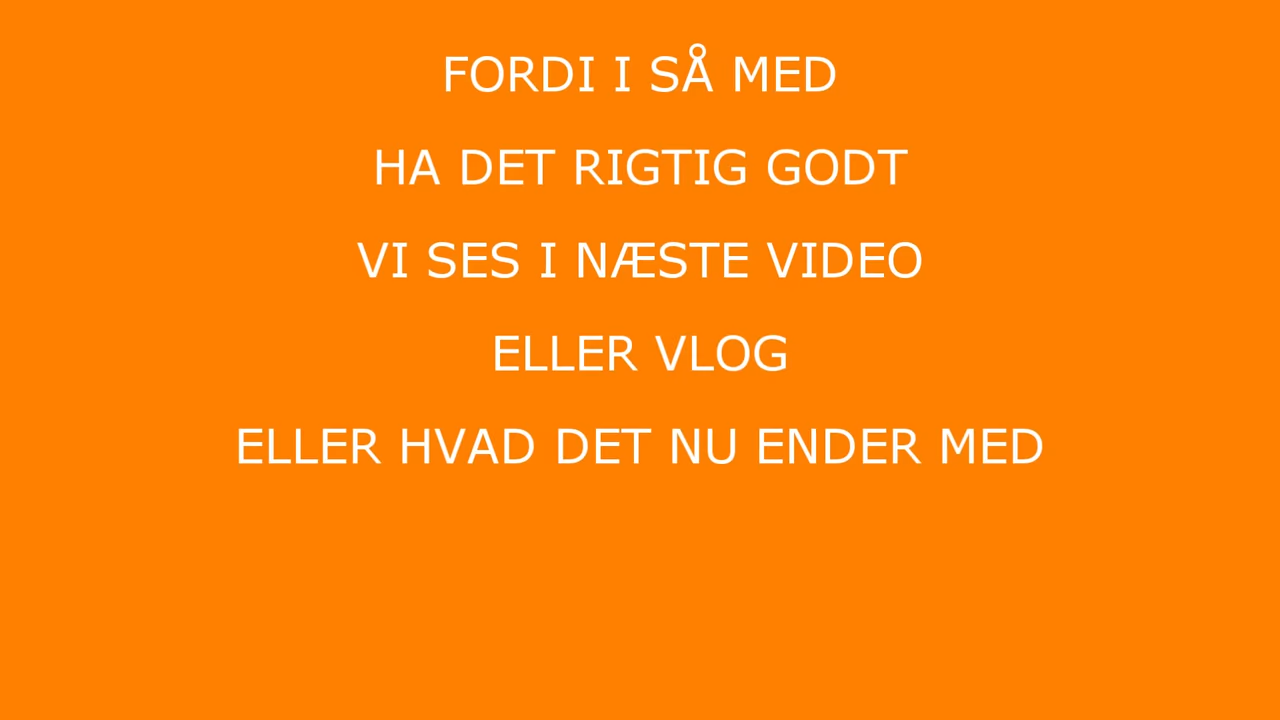 FORDI I SÅ MED
HA DET RIGTIG GODT
VI SES I NÆSTE VIDEO
ELLER VLOG
ELLER HVAD DET NU ENDER MED